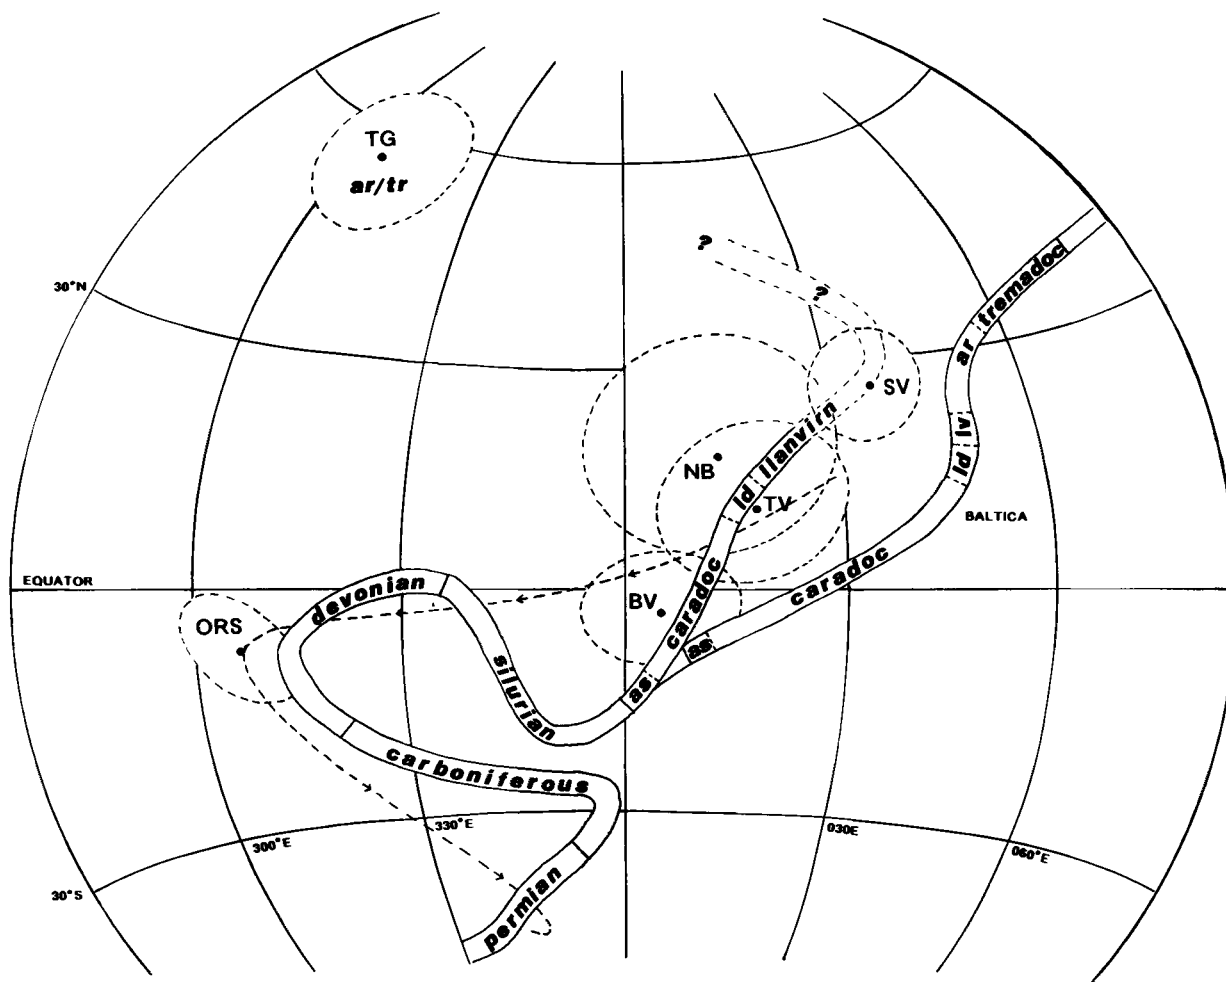 TG
ar/tr
?
30°N
?
tremadoc
ar
SV
llanvirn
lv
NB
ld
ld
TV
BALTICA
EQUATOR
devonian
caradoc
caradoc
BV
ORS
as
silurian
as
carboniferous
330°E
030E
300°E
060°E
30°S
permian